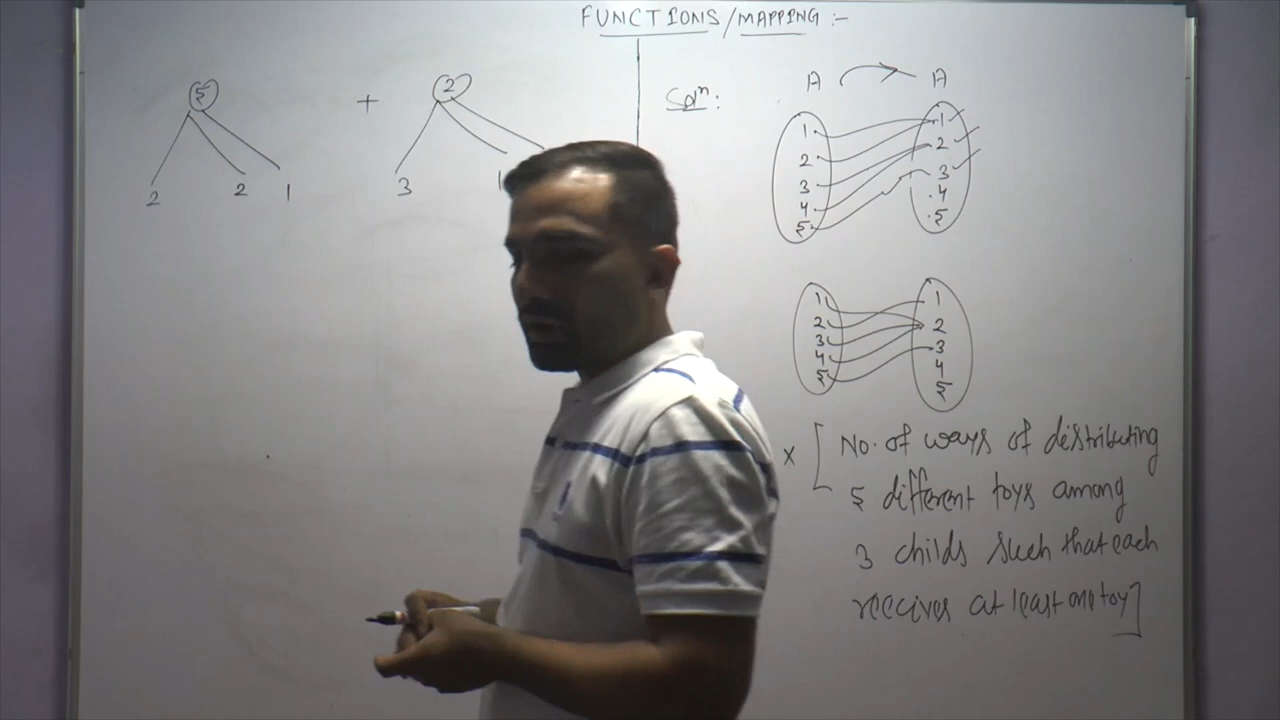 FUNCTIONS/MAPPING :-
5 + 2
2 2 1 3 1
Solⁿ:
A A
1 1
2 2
3 3
4 4
5 5
1 1
2 2
3 3
4 4
5 5
× [ No. of ways of distributing
5 different toys among
3 childs such that each
receives at least one toy]